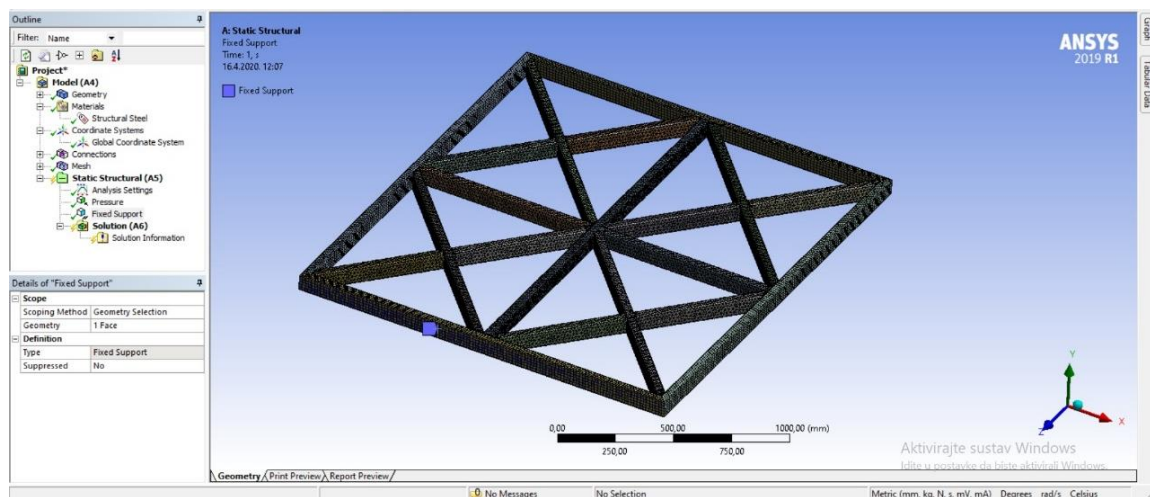 Outline
Filter: Name
Project*
Model (A4)
Geometry
Materials
Structural Steel
Coordinate Systems
Global Coordinate System
Connections
Mesh
Static Structural (A5)
Analysis Settings
Pressure
Fixed Support
Solution (A6)
Solution Information
Details of "Fixed Support"
Scope
Scoping Method Geometry Selection
Geometry 1 Face
Definition
Type Fixed Support
Suppressed No
A: Static Structural
Fixed Support
Time: 1, s
16.4.2020. 12:07
Fixed Support
ANSYS
2019 R1
Graph
Tabular Data
Y
X
Z
0,00 500,00 1000,00 (mm)
250,00 750,00
Aktivirajte sustav Windows
Idite u postavke da biste aktivirali Windows.
Geometry Print Preview Report Preview
0 No Messages No Selection Metric (mm, kg, N, s, mV, mA) Degrees rad/s Celsius